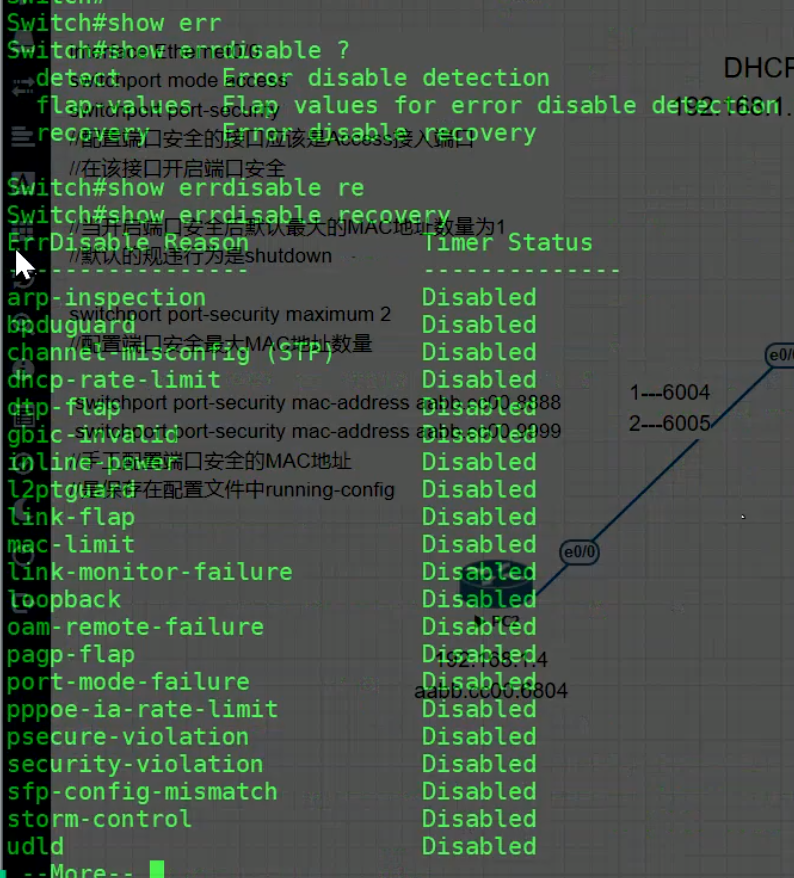 Switch#
Switch#show err
Switch#show errdisable ?
detect Error disable detection
flap-values Flap values for error disable detection
recovery Error disable recovery
Switch#show errdisable re
Switch#show errdisable recovery
ErrDisable Reason Timer Status
----------------- --------------
arp-inspection Disabled
bpduguard Disabled
channel-misconfig (STP) Disabled
dhcp-rate-limit Disabled
dtp-flap Disabled
gbic-invalid Disabled
inline-power Disabled
l2ptguard Disabled
link-flap Disabled
mac-limit Disabled
link-monitor-failure Disabled
loopback Disabled
oam-remote-failure Disabled
pagp-flap Disabled
port-mode-failure Disabled
pppoe-ia-rate-limit Disabled
psecure-violation Disabled
security-violation Disabled
sfp-config-mismatch Disabled
storm-control Disabled
udld Disabled
--More--
interface Ethernet0/0
switchport mode access
switchport port-security
//配置端口安全的接口应该是Access接入端口
//在该接口开启端口安全
//当开启端口安全后默认最大的MAC地址数量为1
//默认的规违行为是shutdown
switchport port-security maximum 2
//配置端口安全最大MAC地址数量
switchport port-security mac-address aabb.cc00.8888
switchport port-security mac-address aabb.cc00.9999
//手工配置端口安全的MAC地址
//是保存在配置文件中running-config
DHCP
192.168.1.
e0/0
1---6004
2---6005
e0/0
PC2
192.168.1.4
aabb.cc00.6804